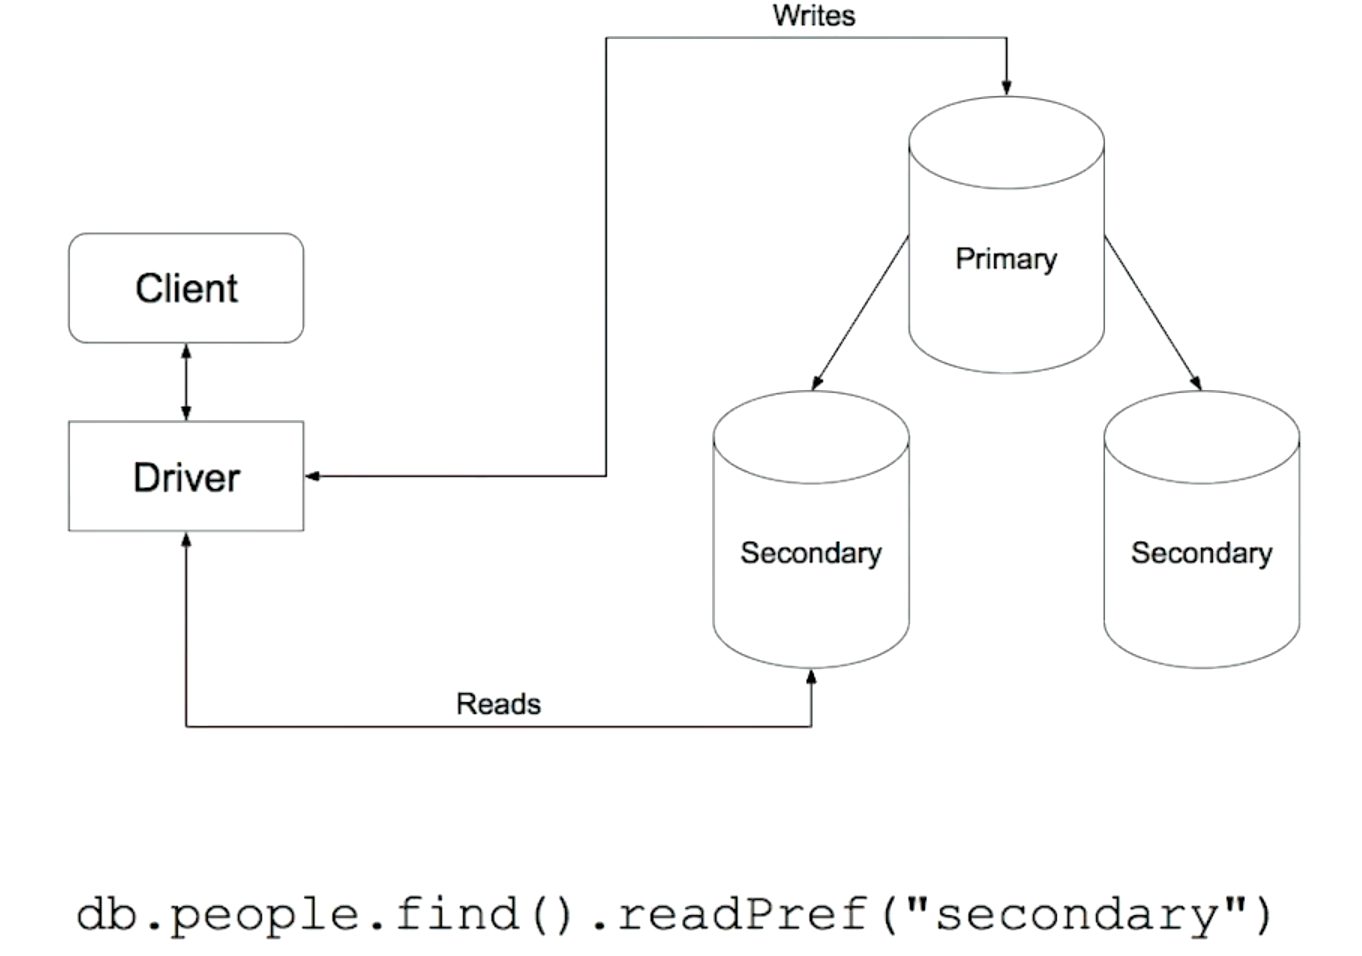 Writes
Primary
Client
Driver
Secondary
Secondary
Reads
db.people.find().readPref("secondary")